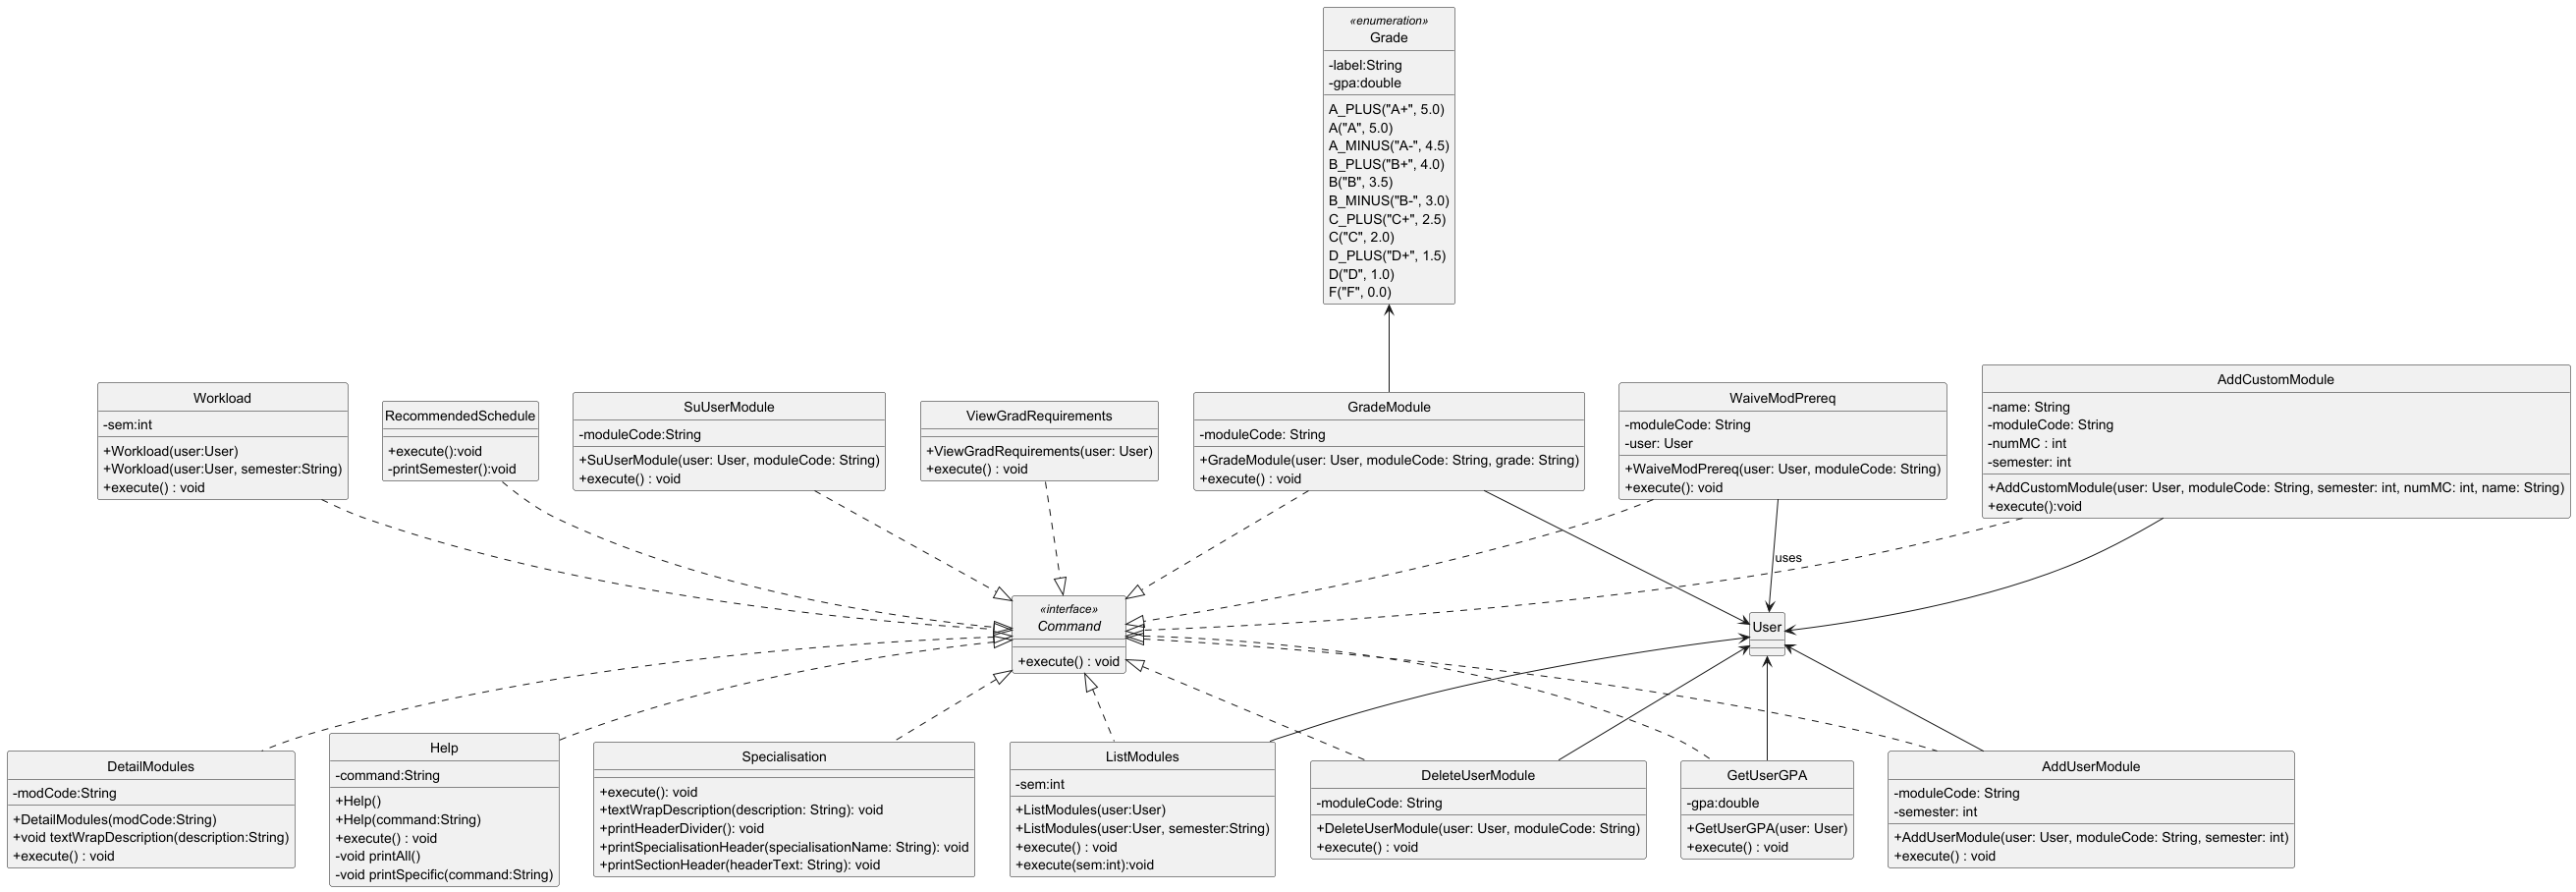 «enumeration»
Grade
-label:String
-gpa:double
A_PLUS("A+", 5.0)
A("A", 5.0)
A_MINUS("A-", 4.5)
B_PLUS("B+", 4.0)
B("B", 3.5)
B_MINUS("B-", 3.0)
C_PLUS("C+", 2.5)
C("C", 2.0)
D_PLUS("D+", 1.5)
D("D", 1.0)
F("F", 0.0)
Workload
-sem:int
+Workload(user:User)
+Workload(user:User, semester:String)
+execute() : void
RecommendedSchedule
+execute():void
-printSemester():void
SuUserModule
-moduleCode:String
+SuUserModule(user: User, moduleCode: String)
+execute() : void
ViewGradRequirements
+ViewGradRequirements(user: User)
+execute() : void
GradeModule
-moduleCode: String
+GradeModule(user: User, moduleCode: String, grade: String)
+execute() : void
WaiveModPrereq
-moduleCode: String
-user: User
+WaiveModPrereq(user: User, moduleCode: String)
+execute(): void
AddCustomModule
-name: String
-moduleCode: String
-numMC : int
-semester: int
+AddCustomModule(user: User, moduleCode: String, semester: int, numMC: int, name: String)
+execute():void
uses
«interface»
Command
+execute() : void
User
DetailModules
-modCode:String
+DetailModules(modCode:String)
+void textWrapDescription(description:String)
+execute() : void
Help
-command:String
+Help()
+Help(command:String)
+execute() : void
-void printAll()
-void printSpecific(command:String)
Specialisation
+execute(): void
+textWrapDescription(description: String): void
+printHeaderDivider(): void
+printSpecialisationHeader(specialisationName: String): void
+printSectionHeader(headerText: String): void
ListModules
-sem:int
+ListModules(user:User)
+ListModules(user:User, semester:String)
+execute() : void
+execute(sem:int):void
DeleteUserModule
-moduleCode: String
+DeleteUserModule(user: User, moduleCode: String)
+execute() : void
GetUserGPA
-gpa:double
+GetUserGPA(user: User)
+execute() : void
AddUserModule
-moduleCode: String
-semester: int
+AddUserModule(user: User, moduleCode: String, semester: int)
+execute() : void